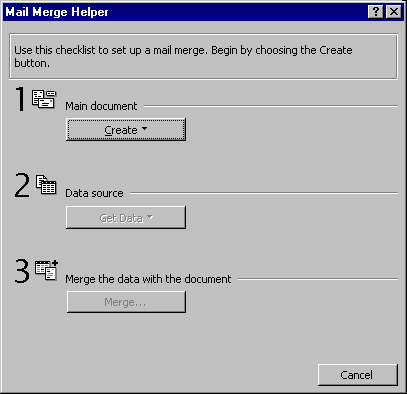 Mail Merge Helper
Use this checklist to set up a mail merge. Begin by choosing the Create
button.
1 Main document
Create
2 Data source
Get Data
3 Merge the data with the document
Merge...
Cancel